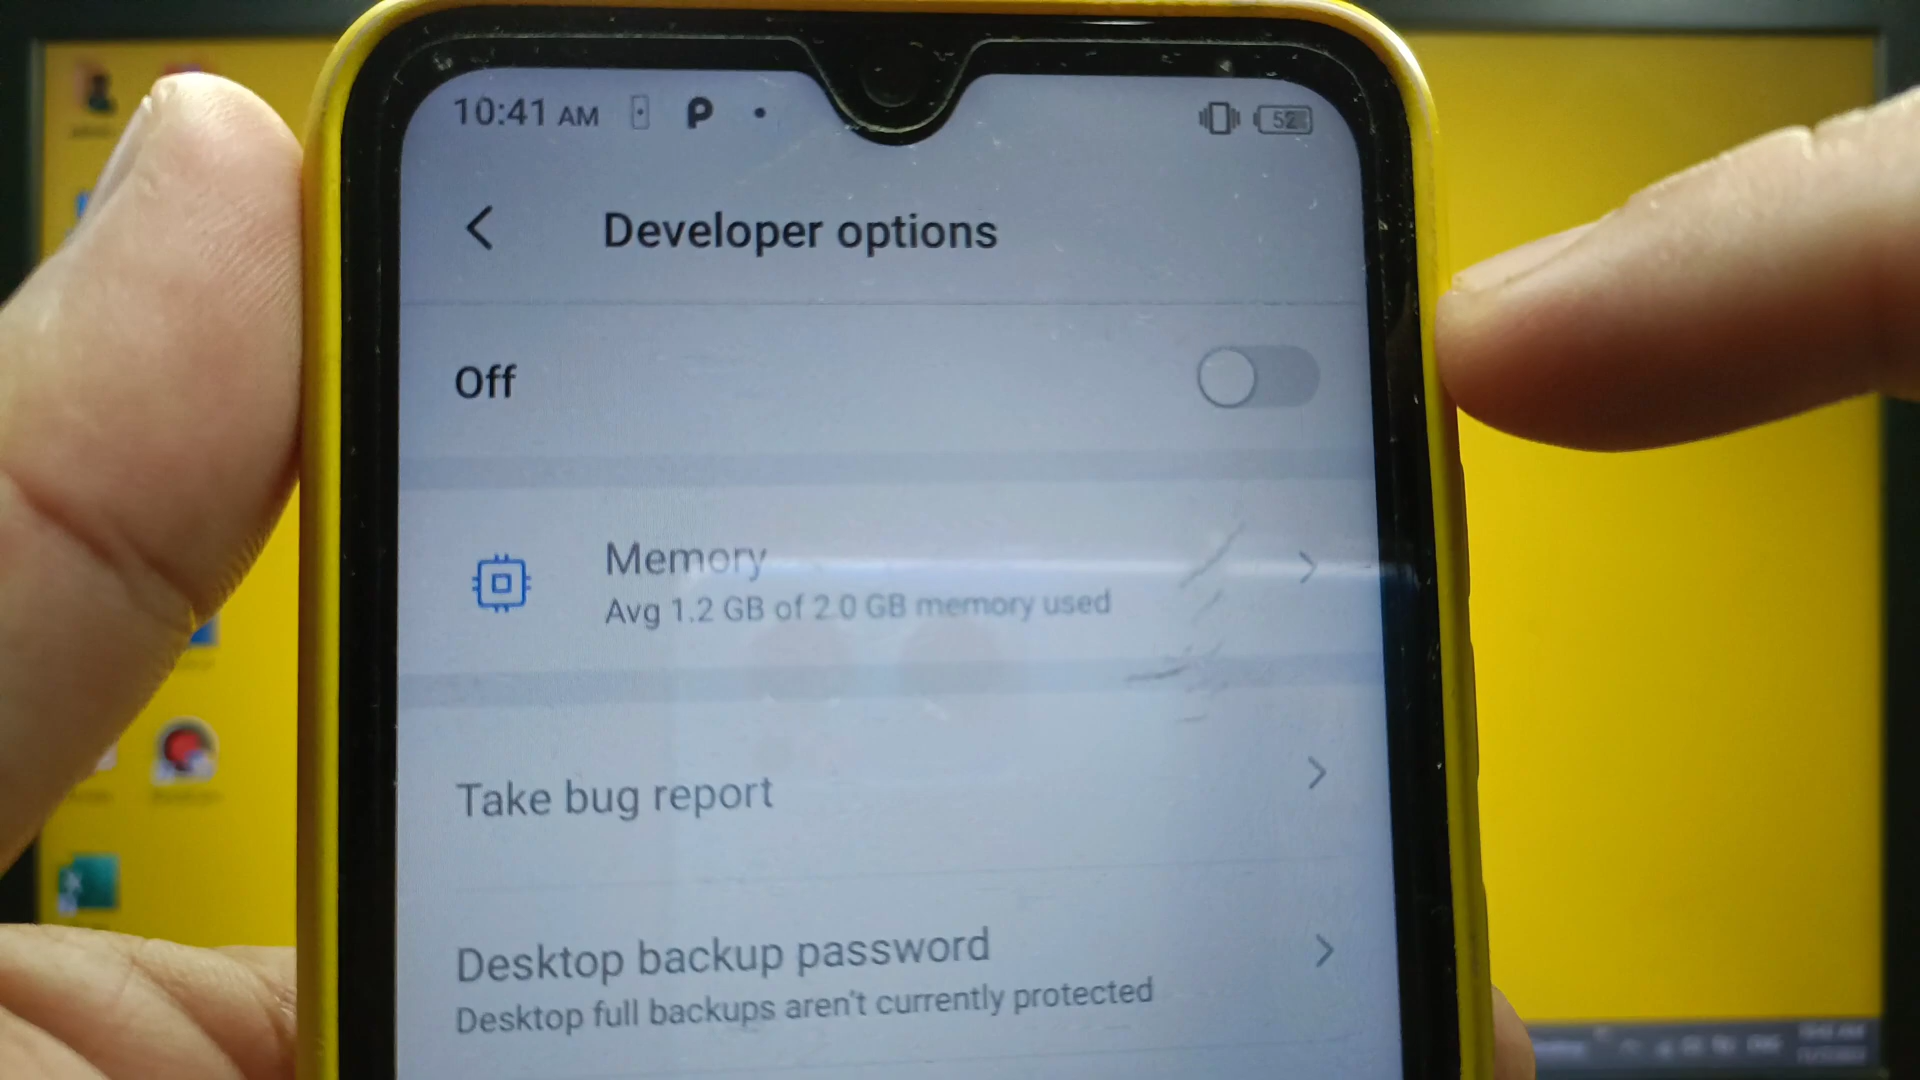 10:41 AM P
52
Developer options
Off
Memory
Avg 1.2 GB of 2.0 GB memory used
Take bug report
Desktop backup password
Desktop full backups aren't currently protected